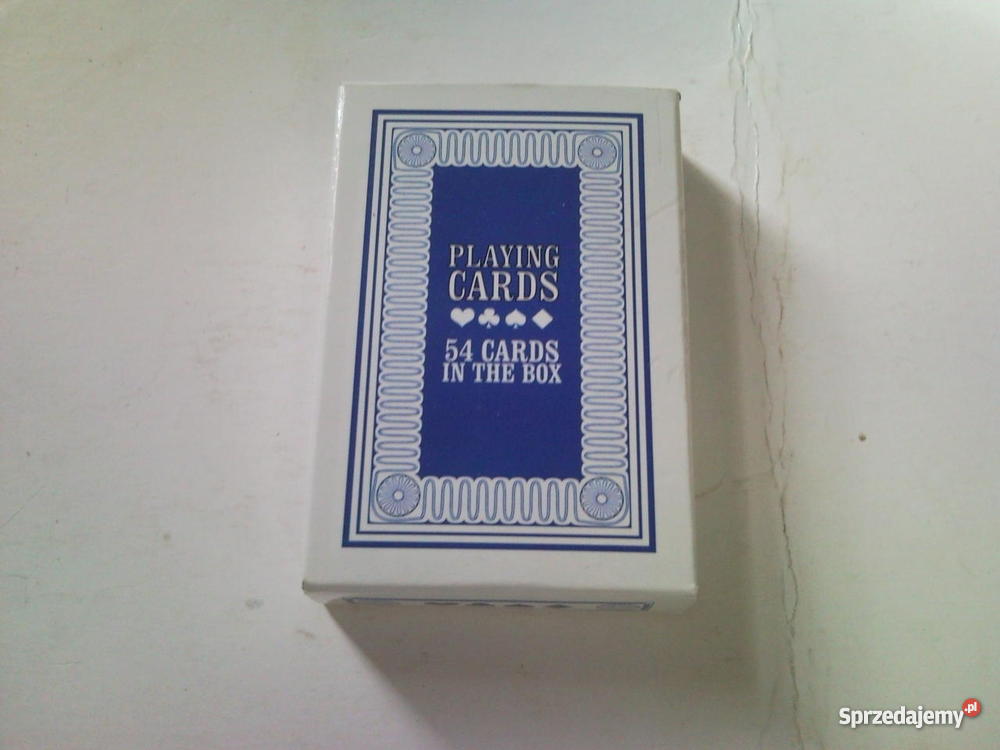 PLAYING
CARDS
54 CARDS
IN THE BOX
Sprzedajemy.pl